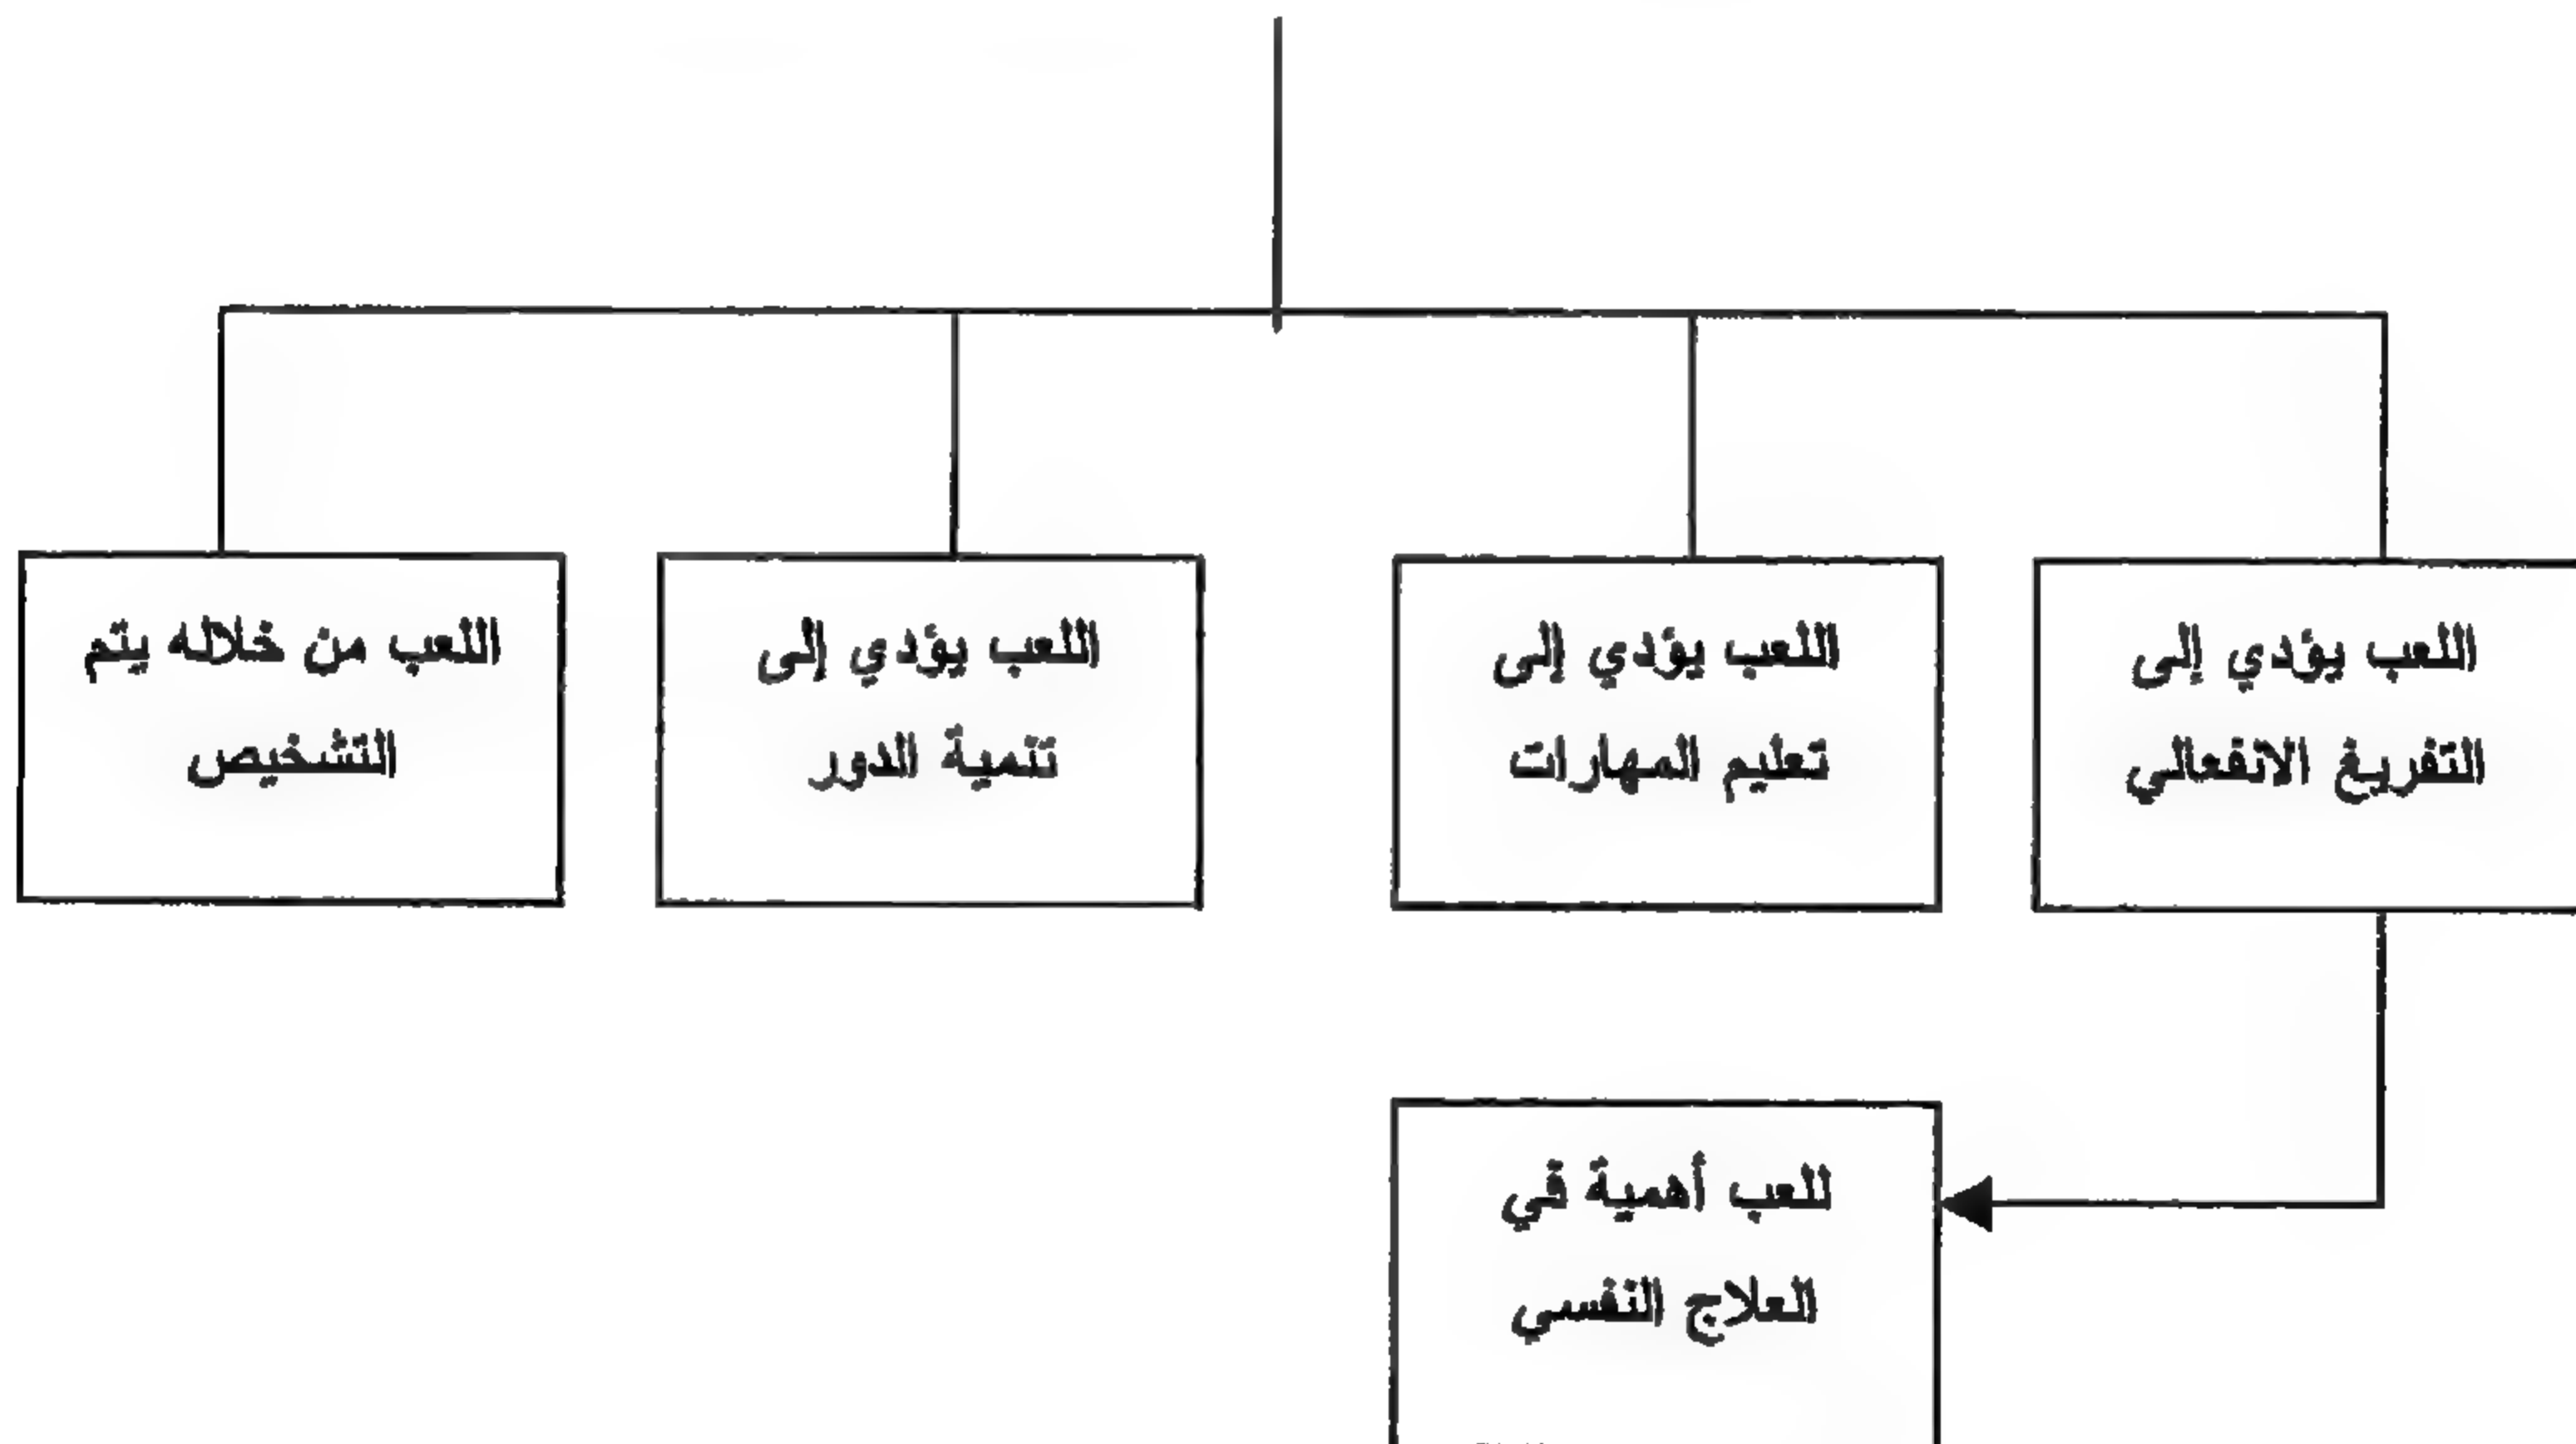 اللعب يؤدي إلى
التفريغ الانفعالي
اللعب يؤدي إلى
تعليم المهارات
اللعب يؤدي إلى
تنمية الدور
اللعب من خلاله يتم
التشخيص
للعب أهمية في
العلاج النفسي